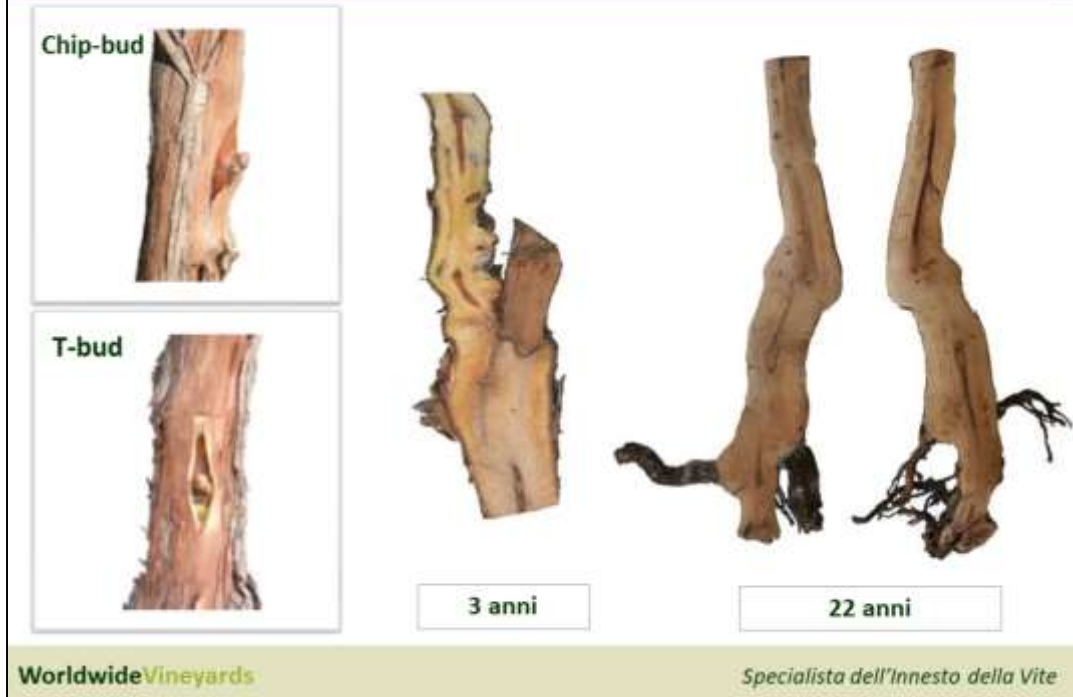 Chip-bud
T-bud
3 anni
22 anni
WorldwideVineyards
Specialista dell'Innesto della Vite